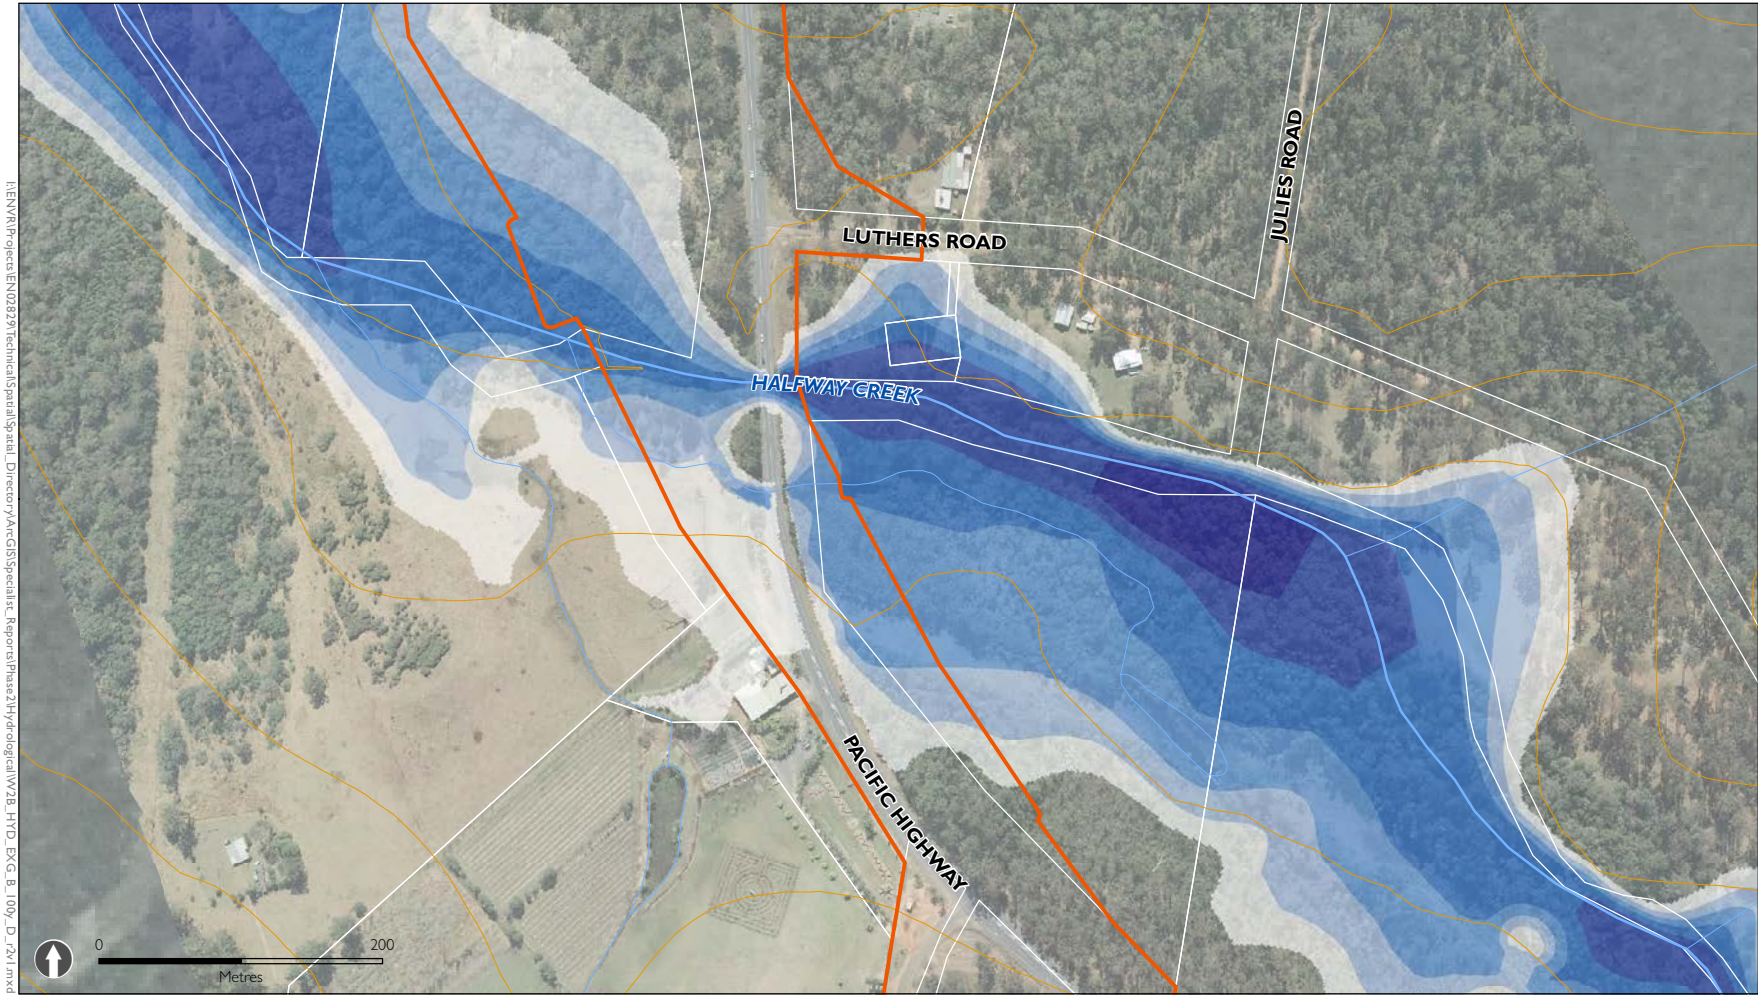 JULIES ROAD
LUTHERS ROAD
HALFWAY CREEK
PACIFIC HIGHWAY
0 200
Metres
I:\ENVR\Projects\EN02829\Technical\Spatial\Spatial_Directory\ArcGIS\Specialist_Reports\Phase2\Hydrological\W2B_HYD_EXG_B_100y_D_r2v1.mxd